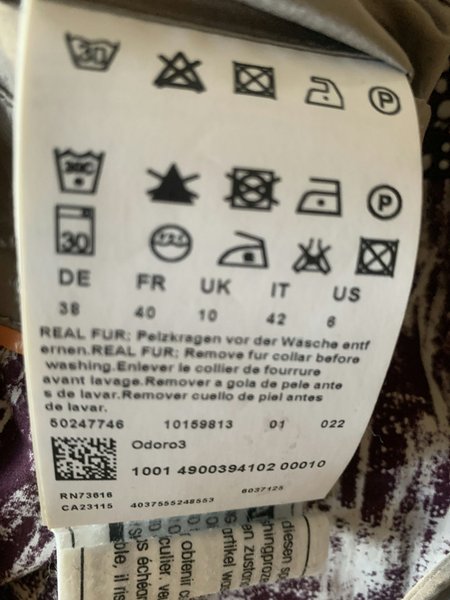 30
P
30C
P
30
DE FR UK IT US
38 40 10 42 6
REAL FUR; Pelzkragen vor der Wäsche entf
ernen.REAL FUR; Remove fur collar before
washing.Enlever le collier de fourrure
avant lavage.Remover a gola de pele ante
s de lavar.Remover cuello de piel antes
de lavar.
50247746 10159813 01 022
Odoro3
1001 4900394102 00010
RN73616 6037125
CA23115 4037555248553
diesen